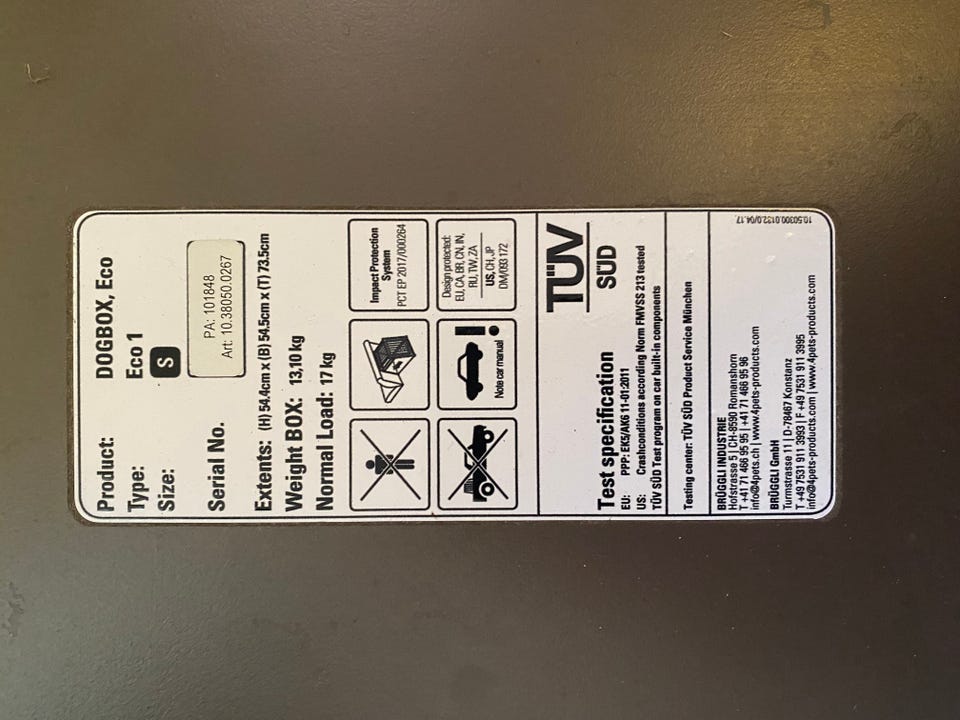 Product: DOGBOX, Eco
Type: Eco 1
Size: S
Serial No. PA: 101848
Art: 10.38050.0267
Extents: (H) 54.4cm x (B) 54.5cm x (T) 73.5cm
Weight BOX: 13,10 kg
Normal Load: 17 kg
Impact Protection
System
PCT EP 2017/000264
Note car manual
Design protected:
EU, CA, BR, CN, IN,
RU, TW, ZA
US, CH, JP
DM/093 172
TÜV
SÜD
Test specification
EU: PPP: EK5/AK6 11-01:2011
US: Crashconditions according Norm FMVSS 213 tested
TÜV SÜD Test program on car built-in components
Testing center: TÜV SÜD Product Service München
BRÜGGLI INDUSTRIE
Hofstrasse 5 | CH-8590 Romanshorn
T +41 71 466 95 95 | +41 71 466 95 96
info@4pets.ch | www.4pets-products.com
BRÜGGLI GmbH
Turmstrasse 11 | D-78467 Konstanz
T +49 7531 911 3993 | F +49 7531 911 3995
info@4pets-products.com | www.4pets-products.com
10.50300.0132.0/04.17